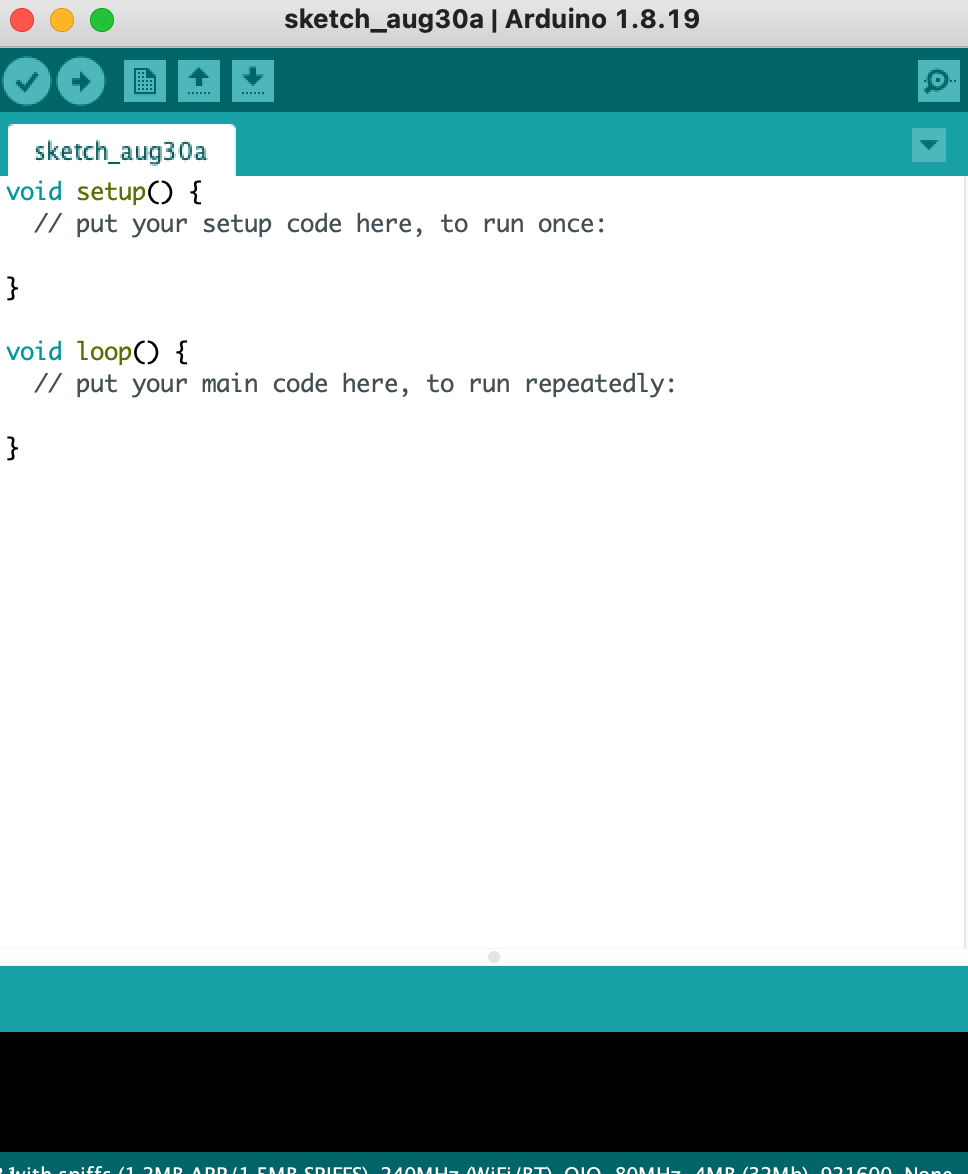 sketch_aug30a | Arduino 1.8.19
sketch_aug30a
void setup() {
  // put your setup code here, to run once:
}
void loop() {
  // put your main code here, to run repeatedly:
}
with spiffs (1.2MB APP/1.5MB SPIFFS), 240MHz (WiFi/BT), QIO, 80MHz, 4MB (32Mb), 921600, None